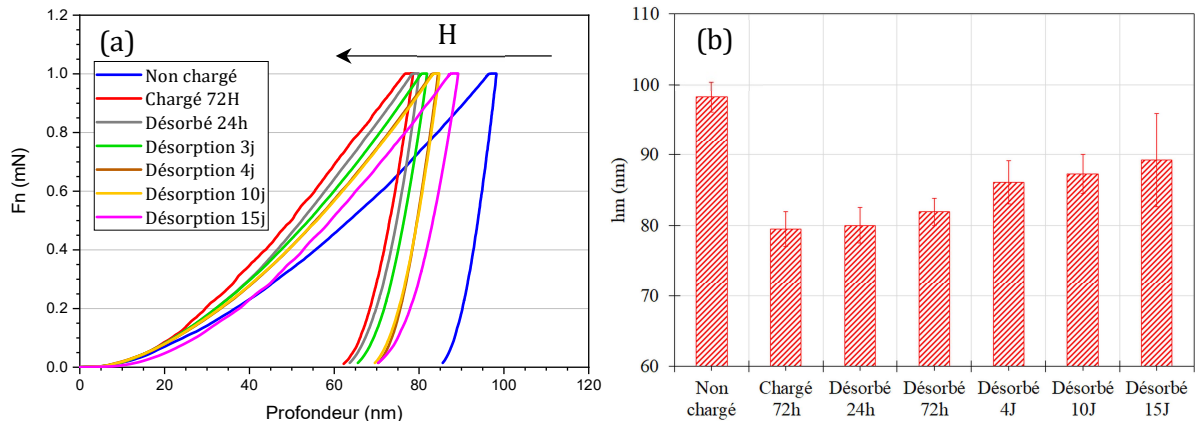 (a)
H
Non chargé
Chargé 72H
Désorbé 24h
Désorption 3j
Désorption 4j
Désorption 10j
Désorption 15j
Fn (mN)
1.2
1.0
0.8
0.6
0.4
0.2
0.0
0 20 40 60 80 100 120
Profondeur (nm)
(b)
hm (nm)
110
100
90
80
70
60
Non chargé Chargé 72h Désorbé 24h Désorbé 72h Désorbé 4J Désorbé 10J Désorbé 15J